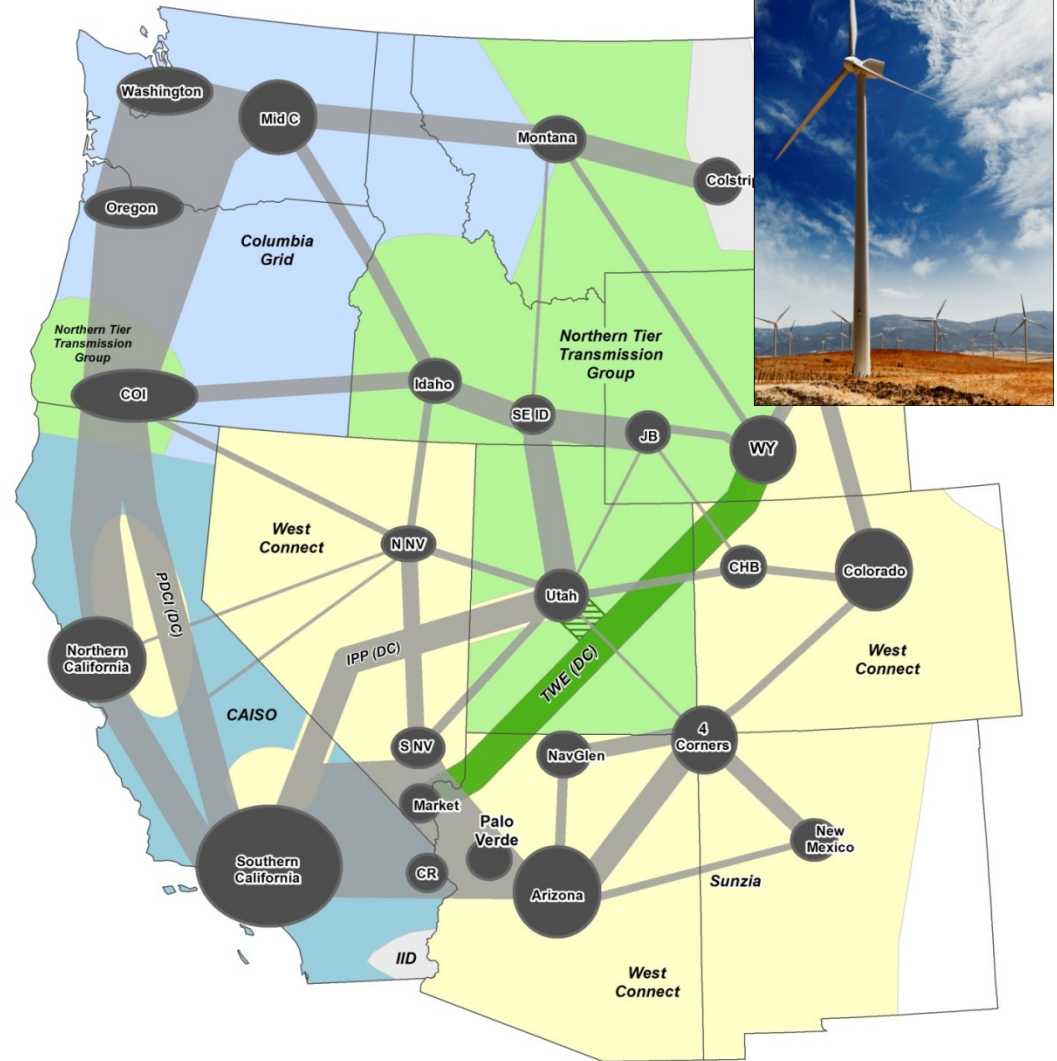 Washington
Mid C
Montana
Colstrip
Oregon
Columbia
Grid
Northern Tier
Transmission
Group
Northern Tier
Transmission
Group
COI
Idaho
SE ID
JB
WY
West
Connect
N NV
CHB
Colorado
Utah
PDCI (DC)
Northern
California
IPP (DC)
TWE (DC)
West
Connect
CAISO
S NV
NavGlen
4
Corners
Market
Palo
Verde
New
Mexico
Southern
California
CR
Arizona
Sunzia
IID
West
Connect